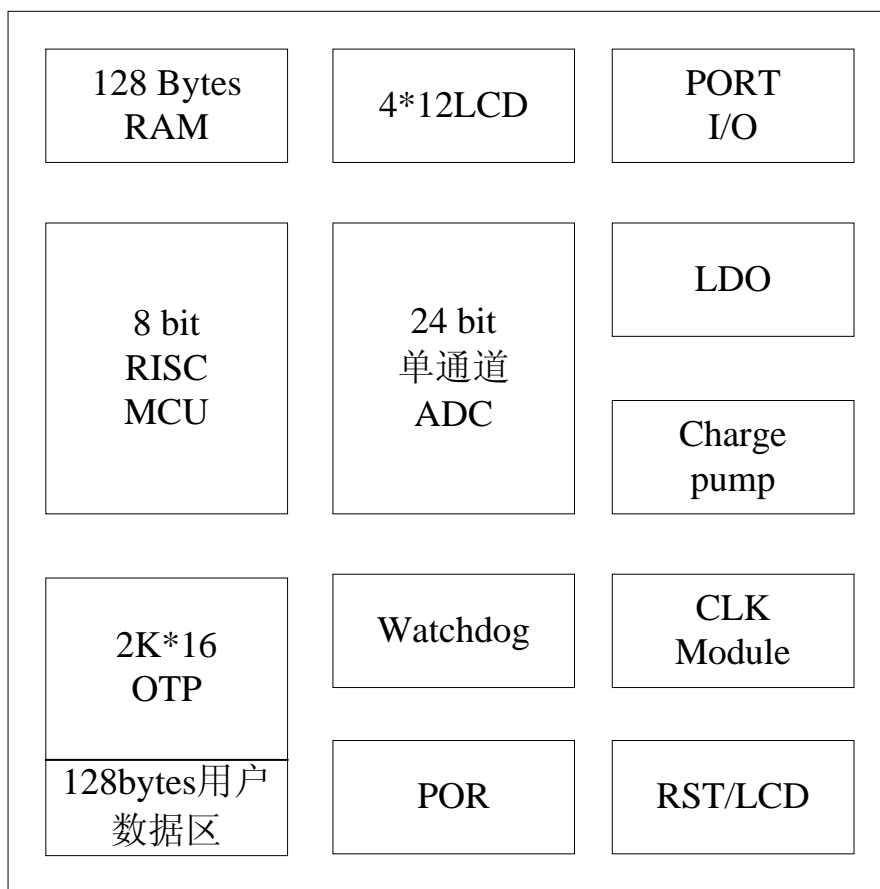 128 Bytes
RAM
4*12LCD
PORT
I/O
8 bit
RISC
MCU
24 bit
单通道
ADC
LDO
Charge
pump
2K*16
OTP
128bytes用户
数据区
Watchdog
CLK
Module
POR
RST/LCD